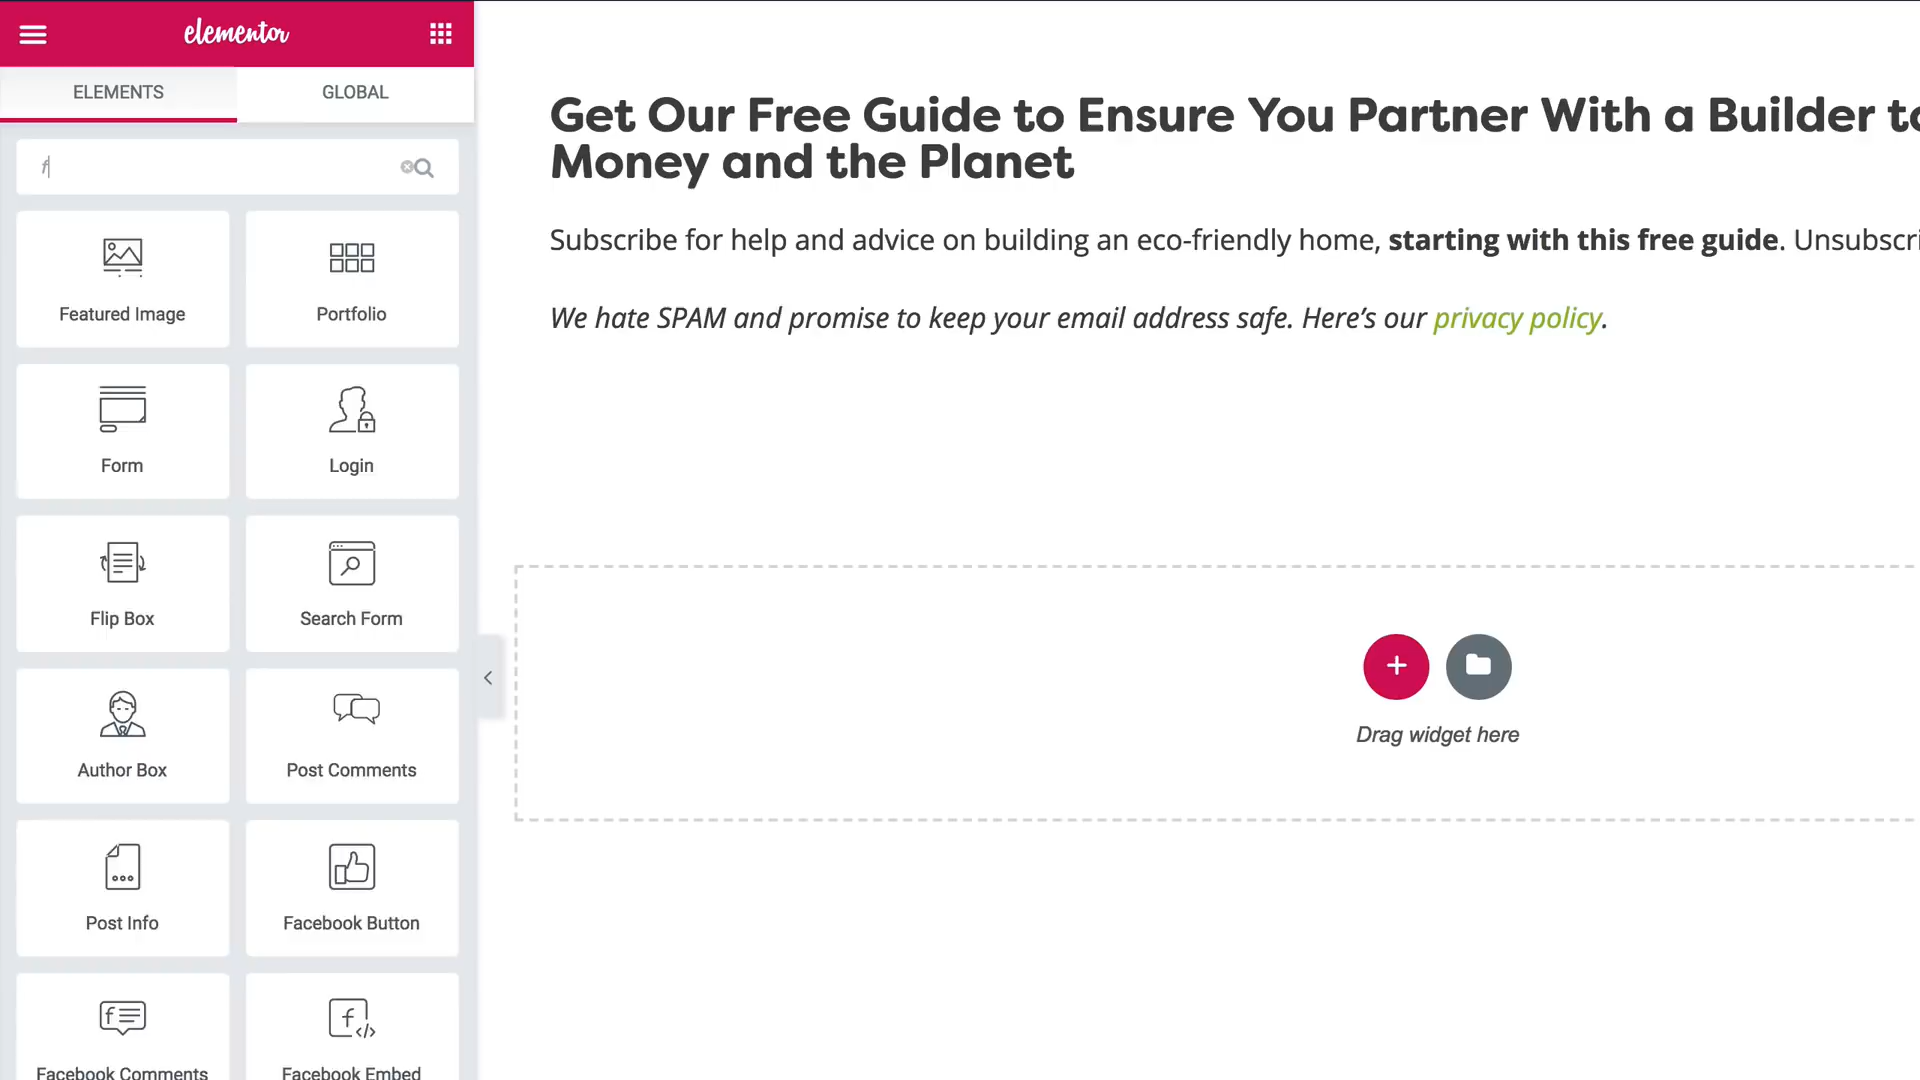 elementor
ELEMENTS
GLOBAL
f
Featured Image
Portfolio
Form
Login
Flip Box
Search Form
Author Box
Post Comments
Post Info
Facebook Button
Facebook Comments
Facebook Embed
Get Our Free Guide to Ensure You Partner With a Builder to
Money and the Planet
Subscribe for help and advice on building an eco-friendly home, starting with this free guide. Unsubscri
We hate SPAM and promise to keep your email address safe. Here's our privacy policy.
Drag widget here